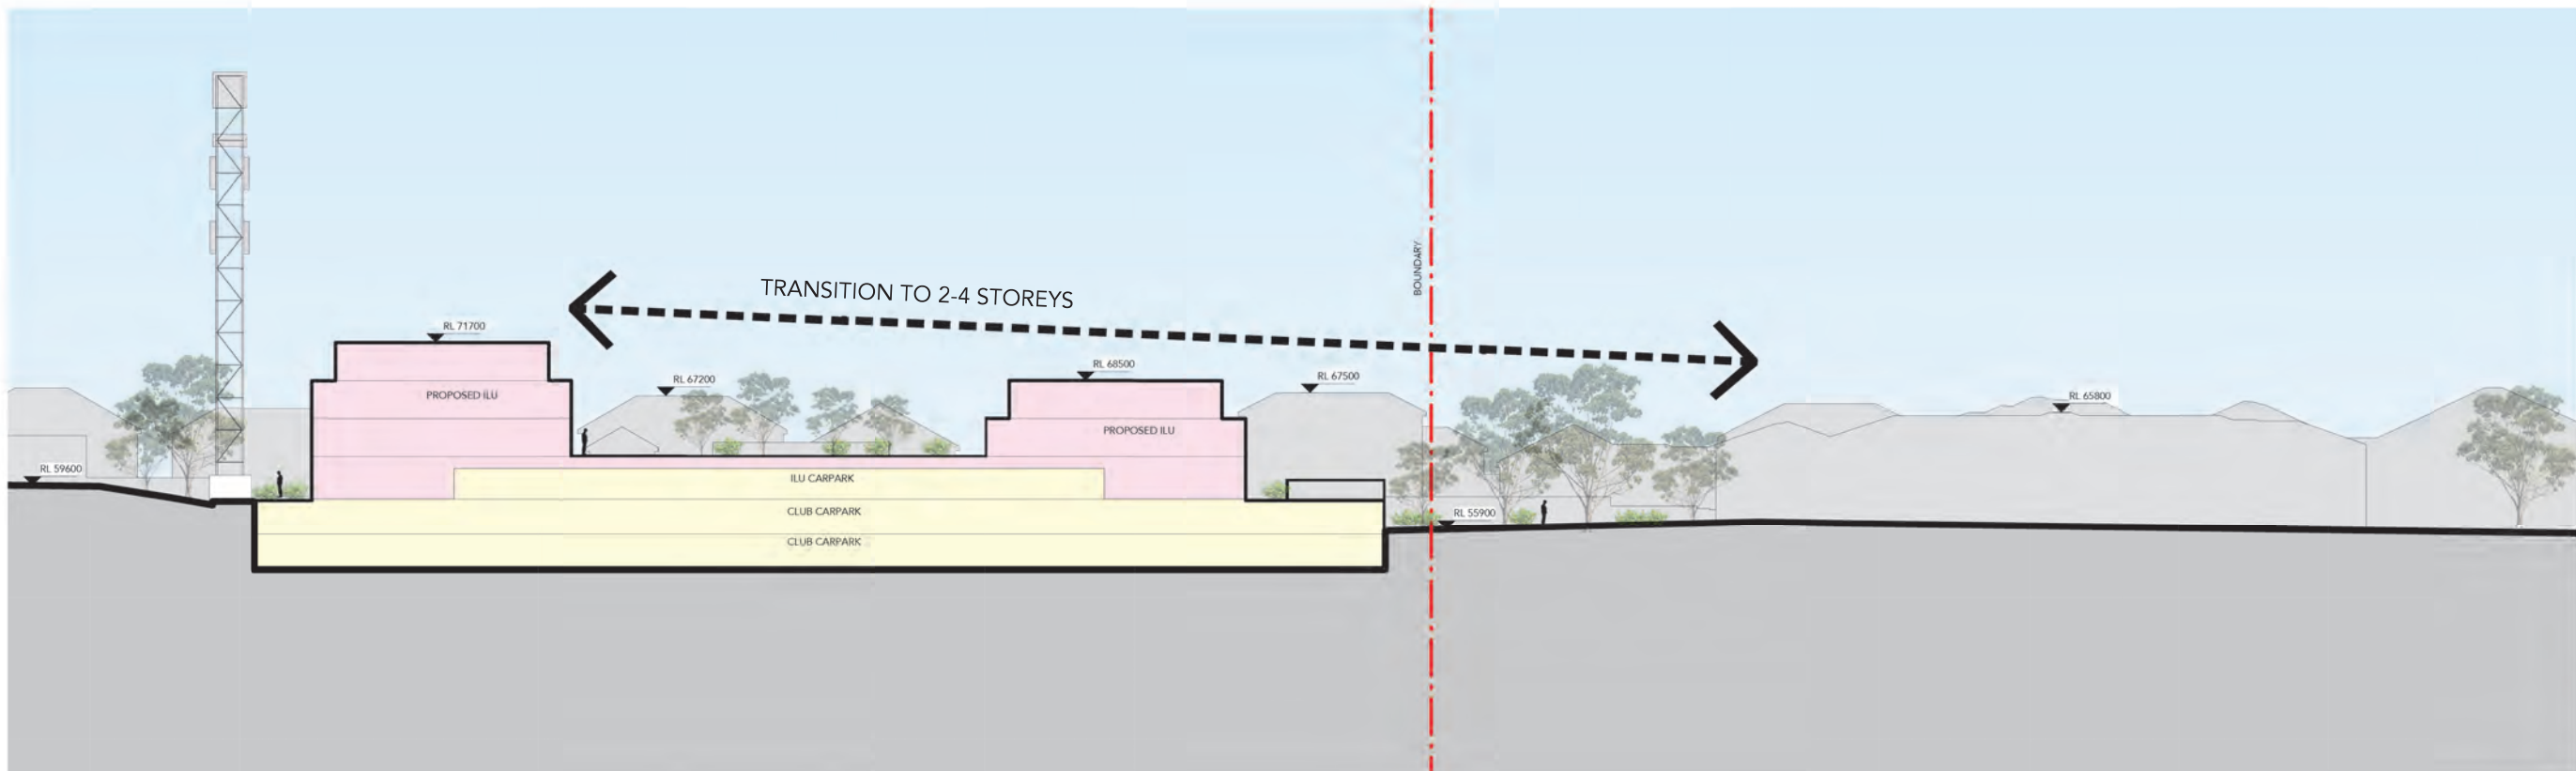 BOUNDARY
TRANSITION TO 2-4 STOREYS
RL 71700
RL 68500
RL 67200
RL 67500
PROPOSED ILU
RL 65800
PROPOSED ILU
RL 59600
ILU CARPARK
CLUB CARPARK
RL 55900
CLUB CARPARK